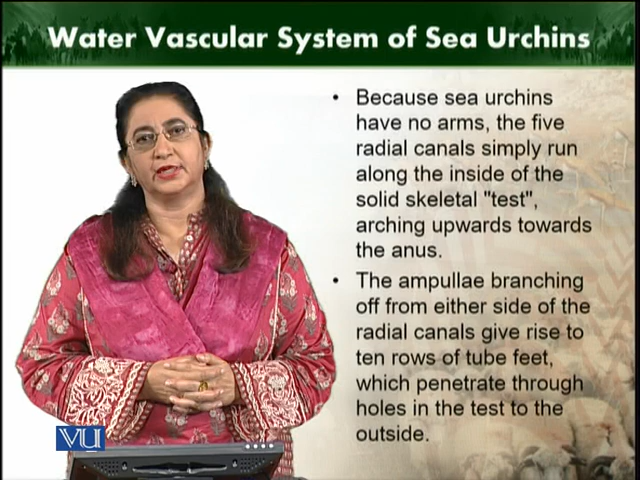 Water Vascular System of Sea Urchins
• Because sea urchins
have no arms, the five
radial canals simply run
along the inside of the
solid skeletal "test",
arching upwards towards
the anus.
• The ampullae branching
off from either side of the
radial canals give rise to
ten rows of tube feet,
which penetrate through
holes in the test to the
outside.
VU